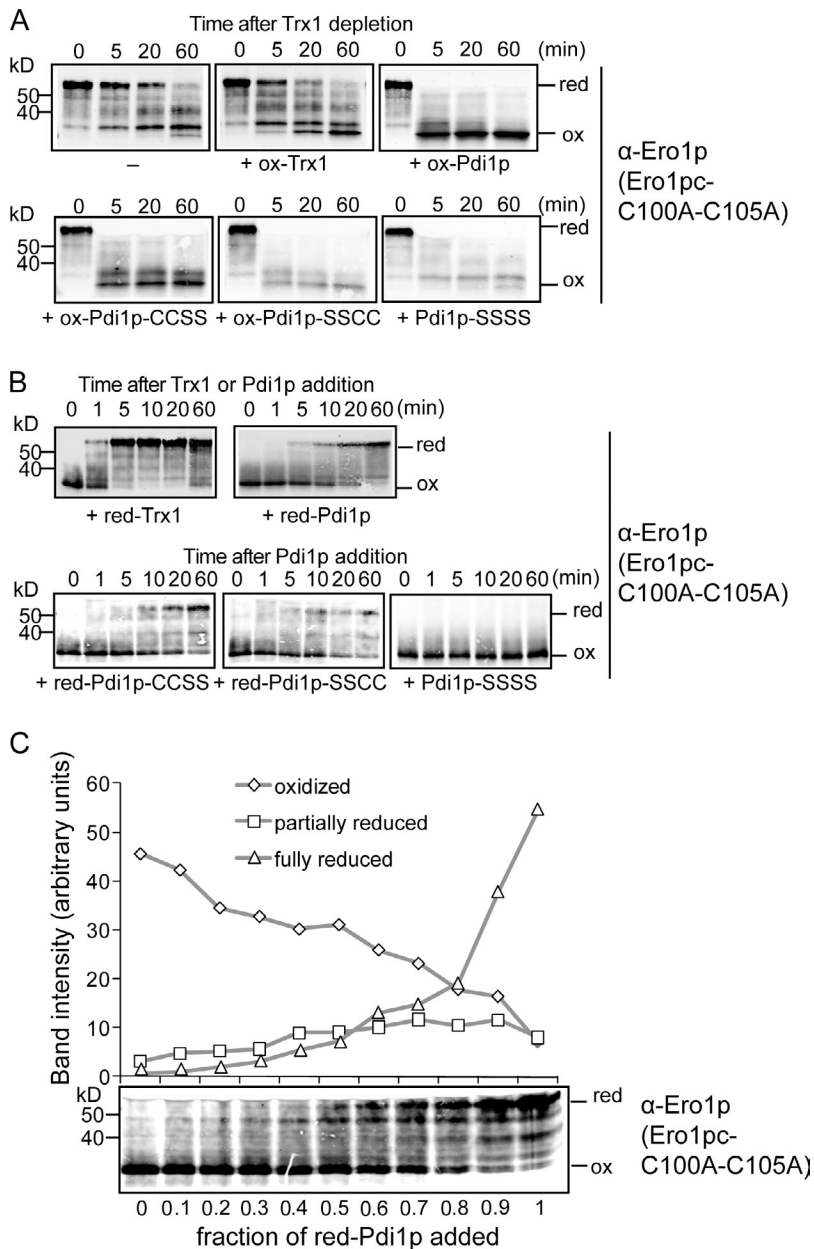 A
Time after Trx1 depletion
0 5 20 60 0 5 20 60 0 5 20 60 (min)
kD
50
40
red
ox
– + ox-Trx1 + ox-Pdi1p
α-Ero1p
(Ero1pc-
C100A-C105A)
kD
0 5 20 60 0 5 20 60 0 5 20 60 (min)
50
40
red
ox
+ ox-Pdi1p-CCSS + ox-Pdi1p-SSCC + Pdi1p-SSSS
B
Time after Trx1 or Pdi1p addition
0 1 5 10 20 60 0 1 5 10 20 60 (min)
kD
50
40
red
ox
+ red-Trx1 + red-Pdi1p
α-Ero1p
(Ero1pc-
C100A-C105A)
Time after Pdi1p addition
kD
0 1 5 10 20 60 0 1 5 10 20 60 0 1 5 10 20 60 (min)
50
40
red
ox
+ red-Pdi1p-CCSS + red-Pdi1p-SSCC + Pdi1p-SSSS
C
Band intensity (arbitrary units)
60
50
40
30
20
10
0
oxidized
partially reduced
fully reduced
kD
50
40
red
ox
α-Ero1p
(Ero1pc-
C100A-C105A)
0 0.1 0.2 0.3 0.4 0.5 0.6 0.7 0.8 0.9 1
fraction of red-Pdi1p added